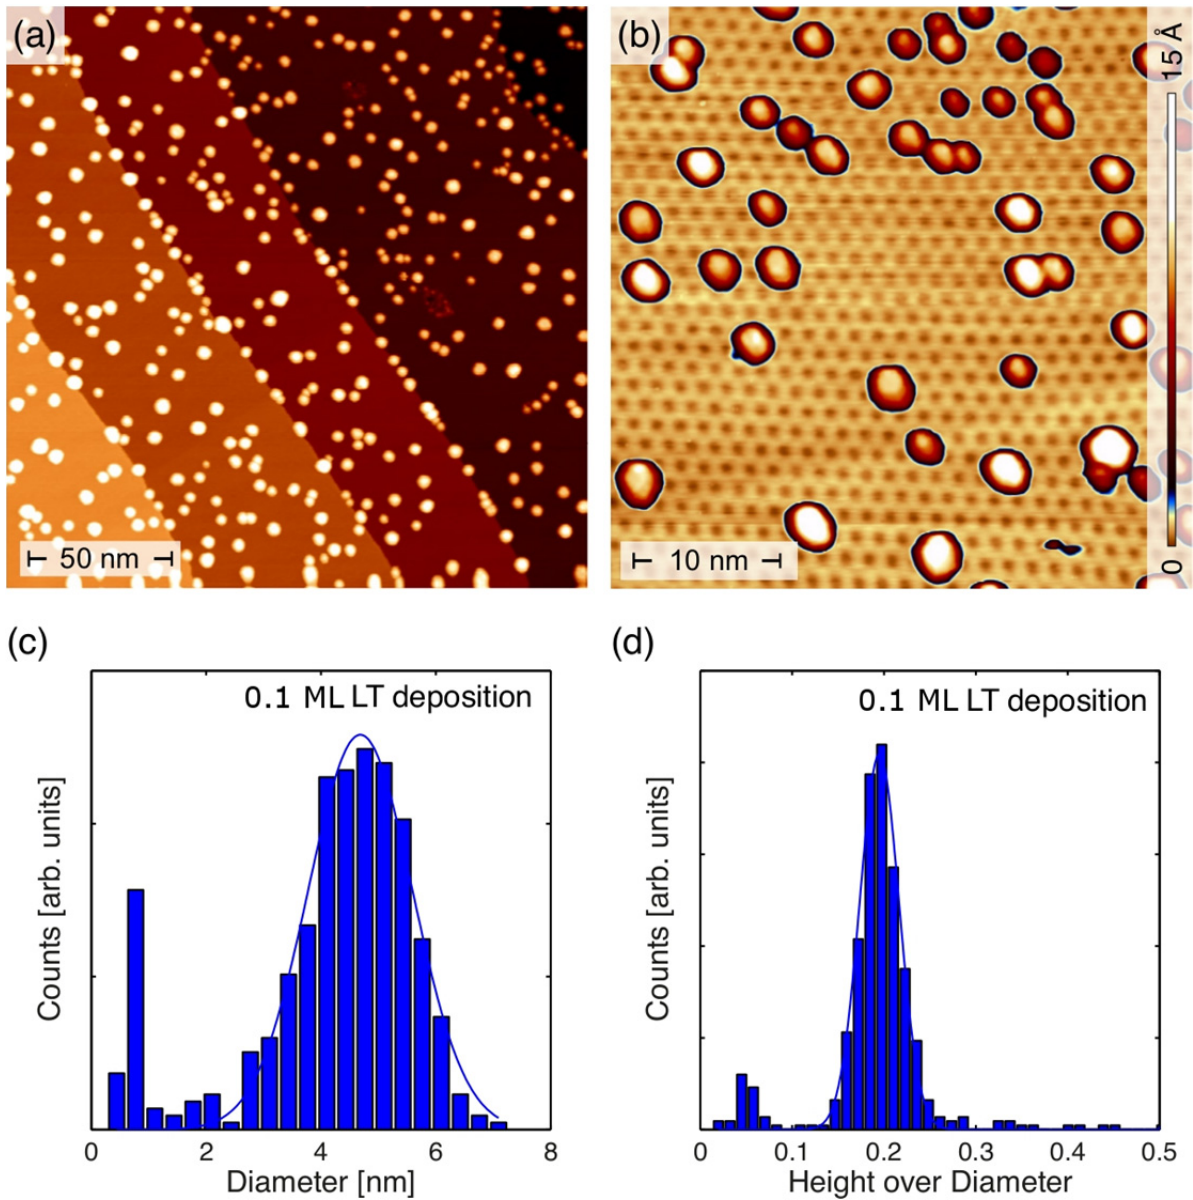 (a)
50 nm
(b)
10 nm
15 Å
0
(c)
0.1 ML LT deposition
Counts [arb. units]
0 2 4 6 8
Diameter [nm]
(d)
0.1 ML LT deposition
Counts [arb. units]
0 0.1 0.2 0.3 0.4 0.5
Height over Diameter